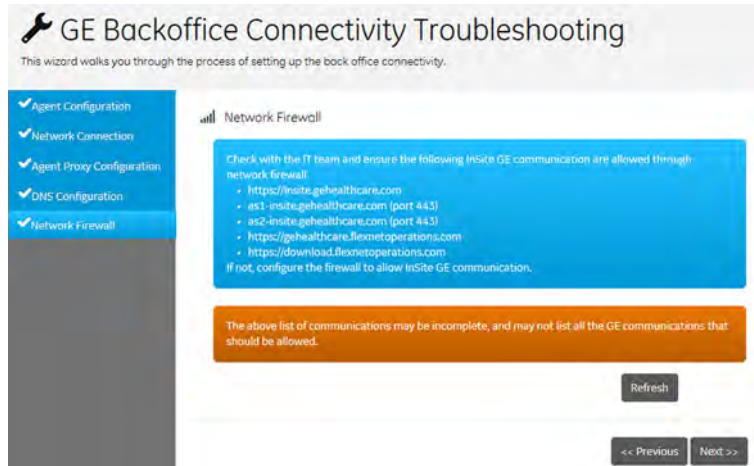 GE Backoffice Connectivity Troubleshooting
This wizard walks you through the process of setting up the back office connectivity.
Agent Configuration
Network Connection
Agent Proxy Configuration
DNS Configuration
Network Firewall
Network Firewall
Check with the IT team and ensure the following InSite GE communication are allowed through
network firewall
• https://insite.gehealthcare.com
• as1-insite.gehealthcare.com (port 443)
• as2-insite.gehealthcare.com (port 443)
• https://gehealthcare.flexnetoperations.com
• https://download.flexnetoperations.com
If not, configure the firewall to allow InSite GE communication.
The above list of communications may be incomplete, and may not list all the GE communications that
should be allowed.
Refresh
<< Previous
Next >>